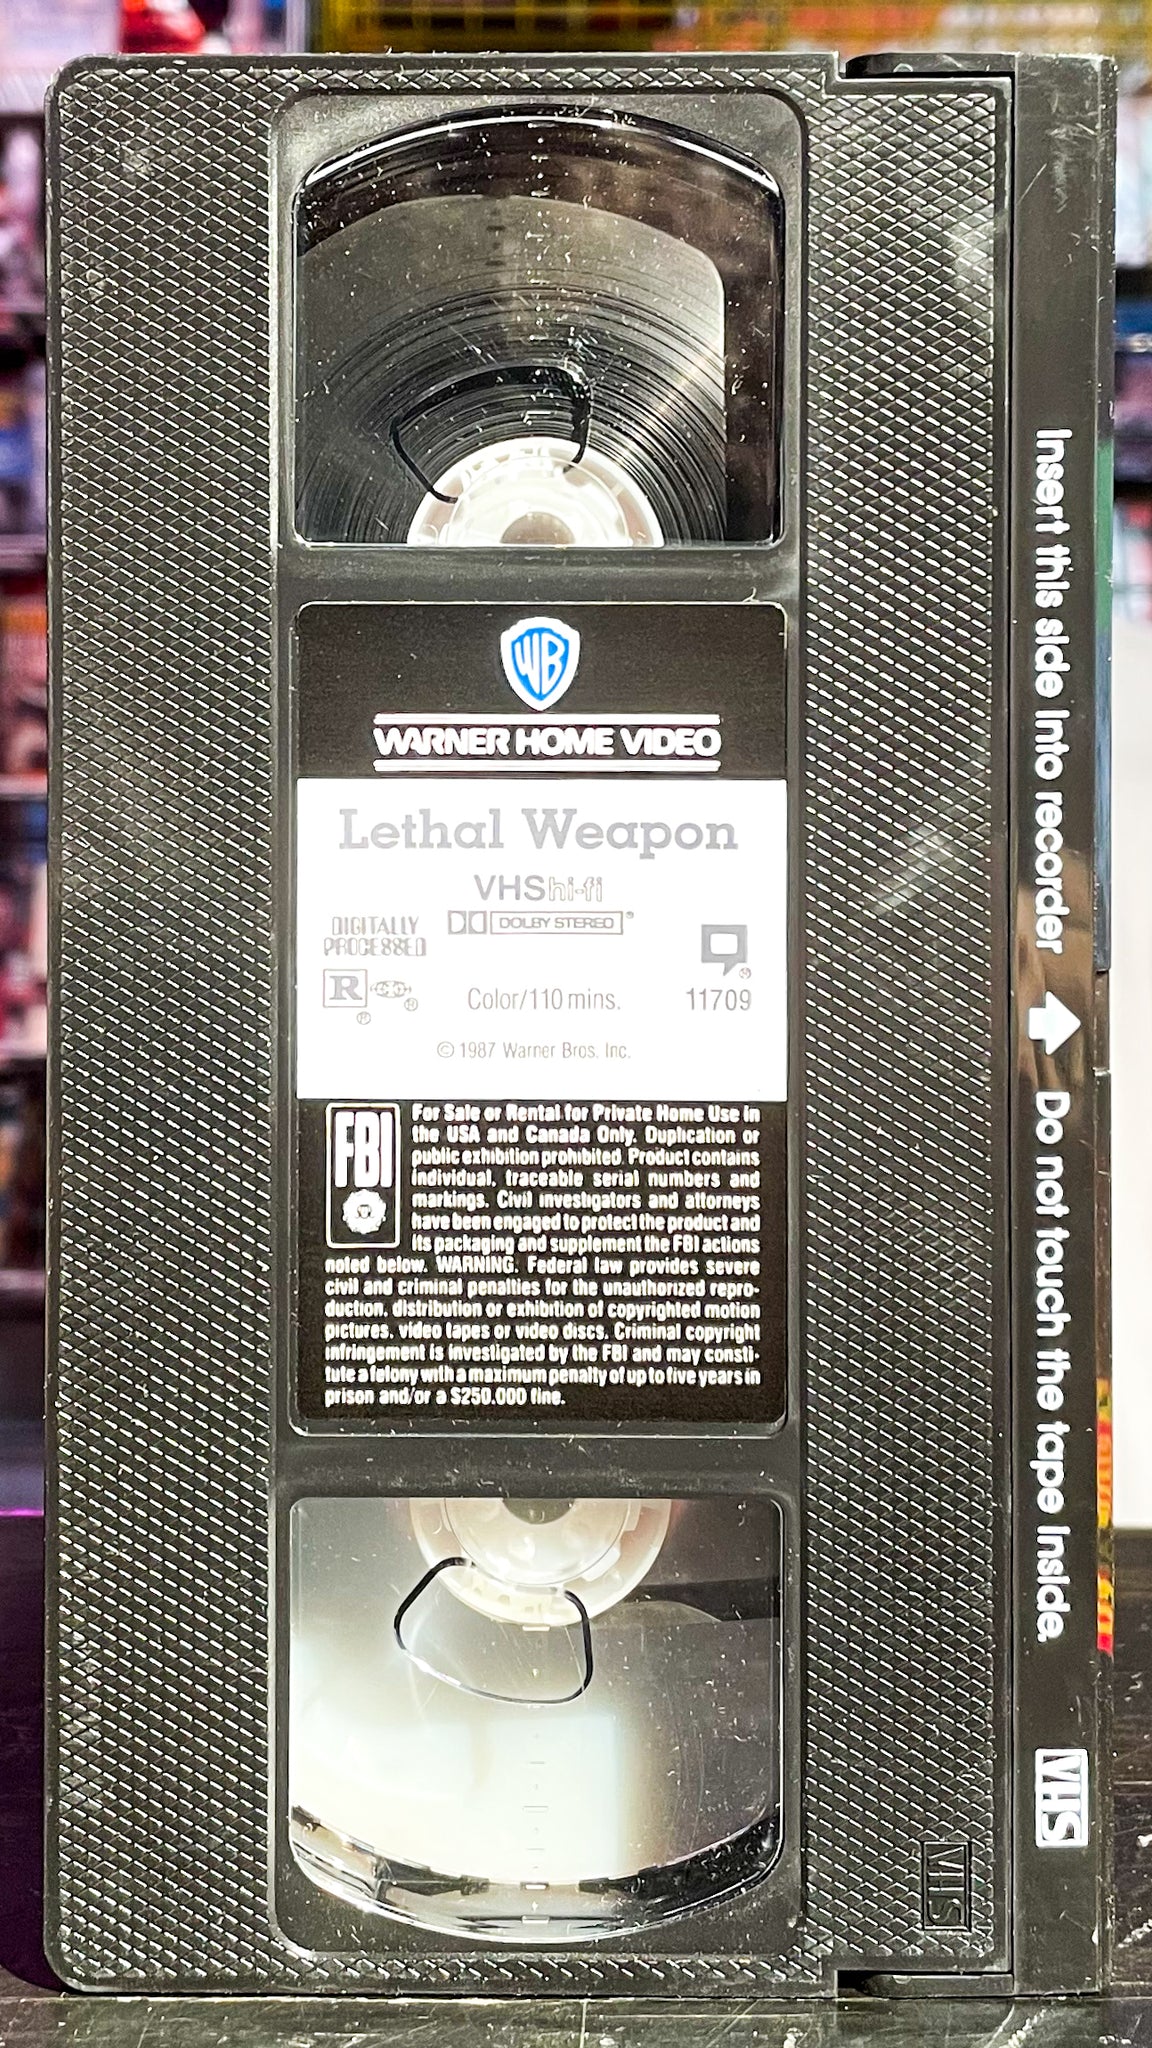 WB
WARNER HOME VIDEO
Lethal Weapon
VHS hi-fi
DIGITALLY
PROCESSED
DOLBY STEREO®
R
®
®
®
Color/110 mins.
11709
© 1987 Warner Bros. Inc.
FBI
For Sale or Rental for Private Home Use in
the USA and Canada Only. Duplication or
public exhibition prohibited. Product contains
individual, traceable serial numbers and
markings. Civil investigators and attorneys
have been engaged to protect the product and
its packaging and supplement the FBI actions
noted below. WARNING. Federal law provides severe
civil and criminal penalties for the unauthorized repro-
duction, distribution or exhibition of copyrighted motion
pictures, video tapes or video discs. Criminal copyright
infringement is investigated by the FBI and may consti-
tute a felony with a maximum penalty of up to five years in
prison and/or a $250.000 fine.
Insert this side into recorder Do not touch the tape inside.
VHS
VHS